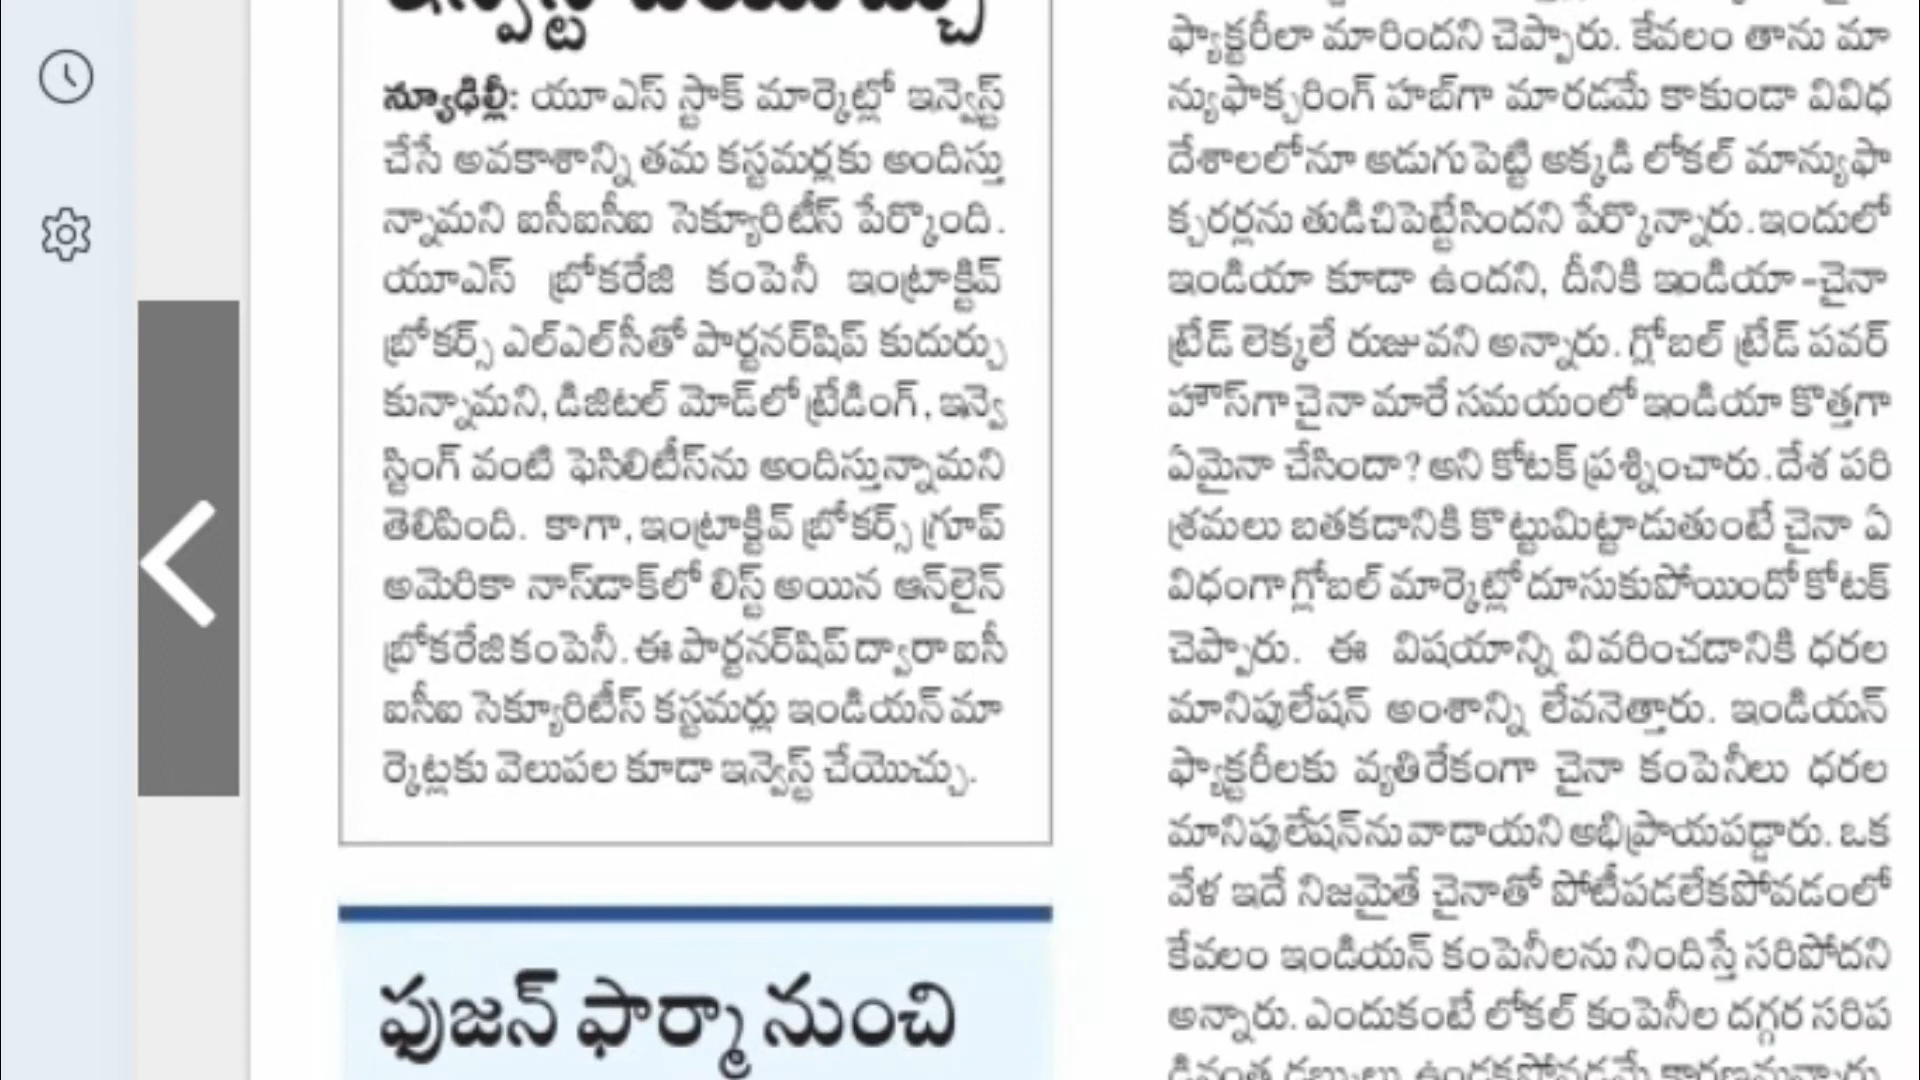 న్యూఢిల్లీ: యూఎస్ స్టాక్ మార్కెట్లో ఇన్వెస్ట్
చేసే అవకాశాన్ని తమ కస్టమర్లకు అందిస్తు
న్నామని ఐసీఐసీఐ సెక్యూరిటీస్ పేర్కొంది.
యూఎస్ బ్రోకరేజి కంపెనీ ఇంట్రాక్టివ్
బ్రోకర్స్ ఎల్ఎల్‌సీతో పార్టనర్‌షిప్ కుదుర్చు
కున్నామని, డిజిటల్ మోడ్‌లో ట్రేడింగ్, ఇన్వె
స్టింగ్ వంటి ఫెసిలిటీస్‌ను అందిస్తున్నామని
తెలిపింది. కాగా, ఇంట్రాక్టివ్ బ్రోకర్స్ గ్రూప్
అమెరికా నాస్‌డాక్‌లో లిస్ట్ అయిన ఆన్‌లైన్
బ్రోకరేజి కంపెనీ. ఈ పార్టనర్‌షిప్ ద్వారా ఐసీ
ఐసీఐ సెక్యూరిటీస్ కస్టమర్లు ఇండియన్ మా
ర్కెట్లకు వెలుపల కూడా ఇన్వెస్ట్ చేయొచ్చు.
ఫుజన్ ఫార్మా నుంచి
ఫ్యాక్టరీలా మారిందని చెప్పారు. కేవలం తాను మా
న్యుఫాక్చరింగ్ హబ్‌గా మారడమే కాకుండా వివిధ
దేశాలలోనూ అడుగు పెట్టి అక్కడి లోకల్ మాన్యుఫా
క్చరర్లను తుడిచిపెట్టేసిందని పేర్కొన్నారు. ఇందులో
ఇండియా కూడా ఉందని, దీనికి ఇండియా-చైనా
ట్రేడ్ లెక్కలే రుజువని అన్నారు. గ్లోబల్ ట్రేడ్ పవర్
హౌస్‌గా చైనా మారే సమయంలో ఇండియా కొత్తగా
ఏమైనా చేసిందా? అని కోటక్ ప్రశ్నించారు. దేశ పరి
శ్రమలు బతకడానికి కొట్టుమిట్టాడుతుంటే చైనా ఏ
విధంగా గ్లోబల్ మార్కెట్లో దూసుకుపోయిందో కోటక్
చెప్పారు. ఈ విషయాన్ని వివరించడానికి ధరల
మానిపులేషన్ అంశాన్ని లేవనెత్తారు. ఇండియన్
ఫ్యాక్టరీలకు వ్యతిరేకంగా చైనా కంపెనీలు ధరల
మానిపులేషన్‌ను వాడాయని అభిప్రాయపడ్డారు. ఒక
వేళ ఇదే నిజమైతే చైనాతో పోటీపడలేకపోవడంలో
కేవలం ఇండియన్ కంపెనీలను నిందిస్తే సరిపోదని
అన్నారు. ఎందుకంటే లోకల్ కంపెనీల దగ్గర సరిప